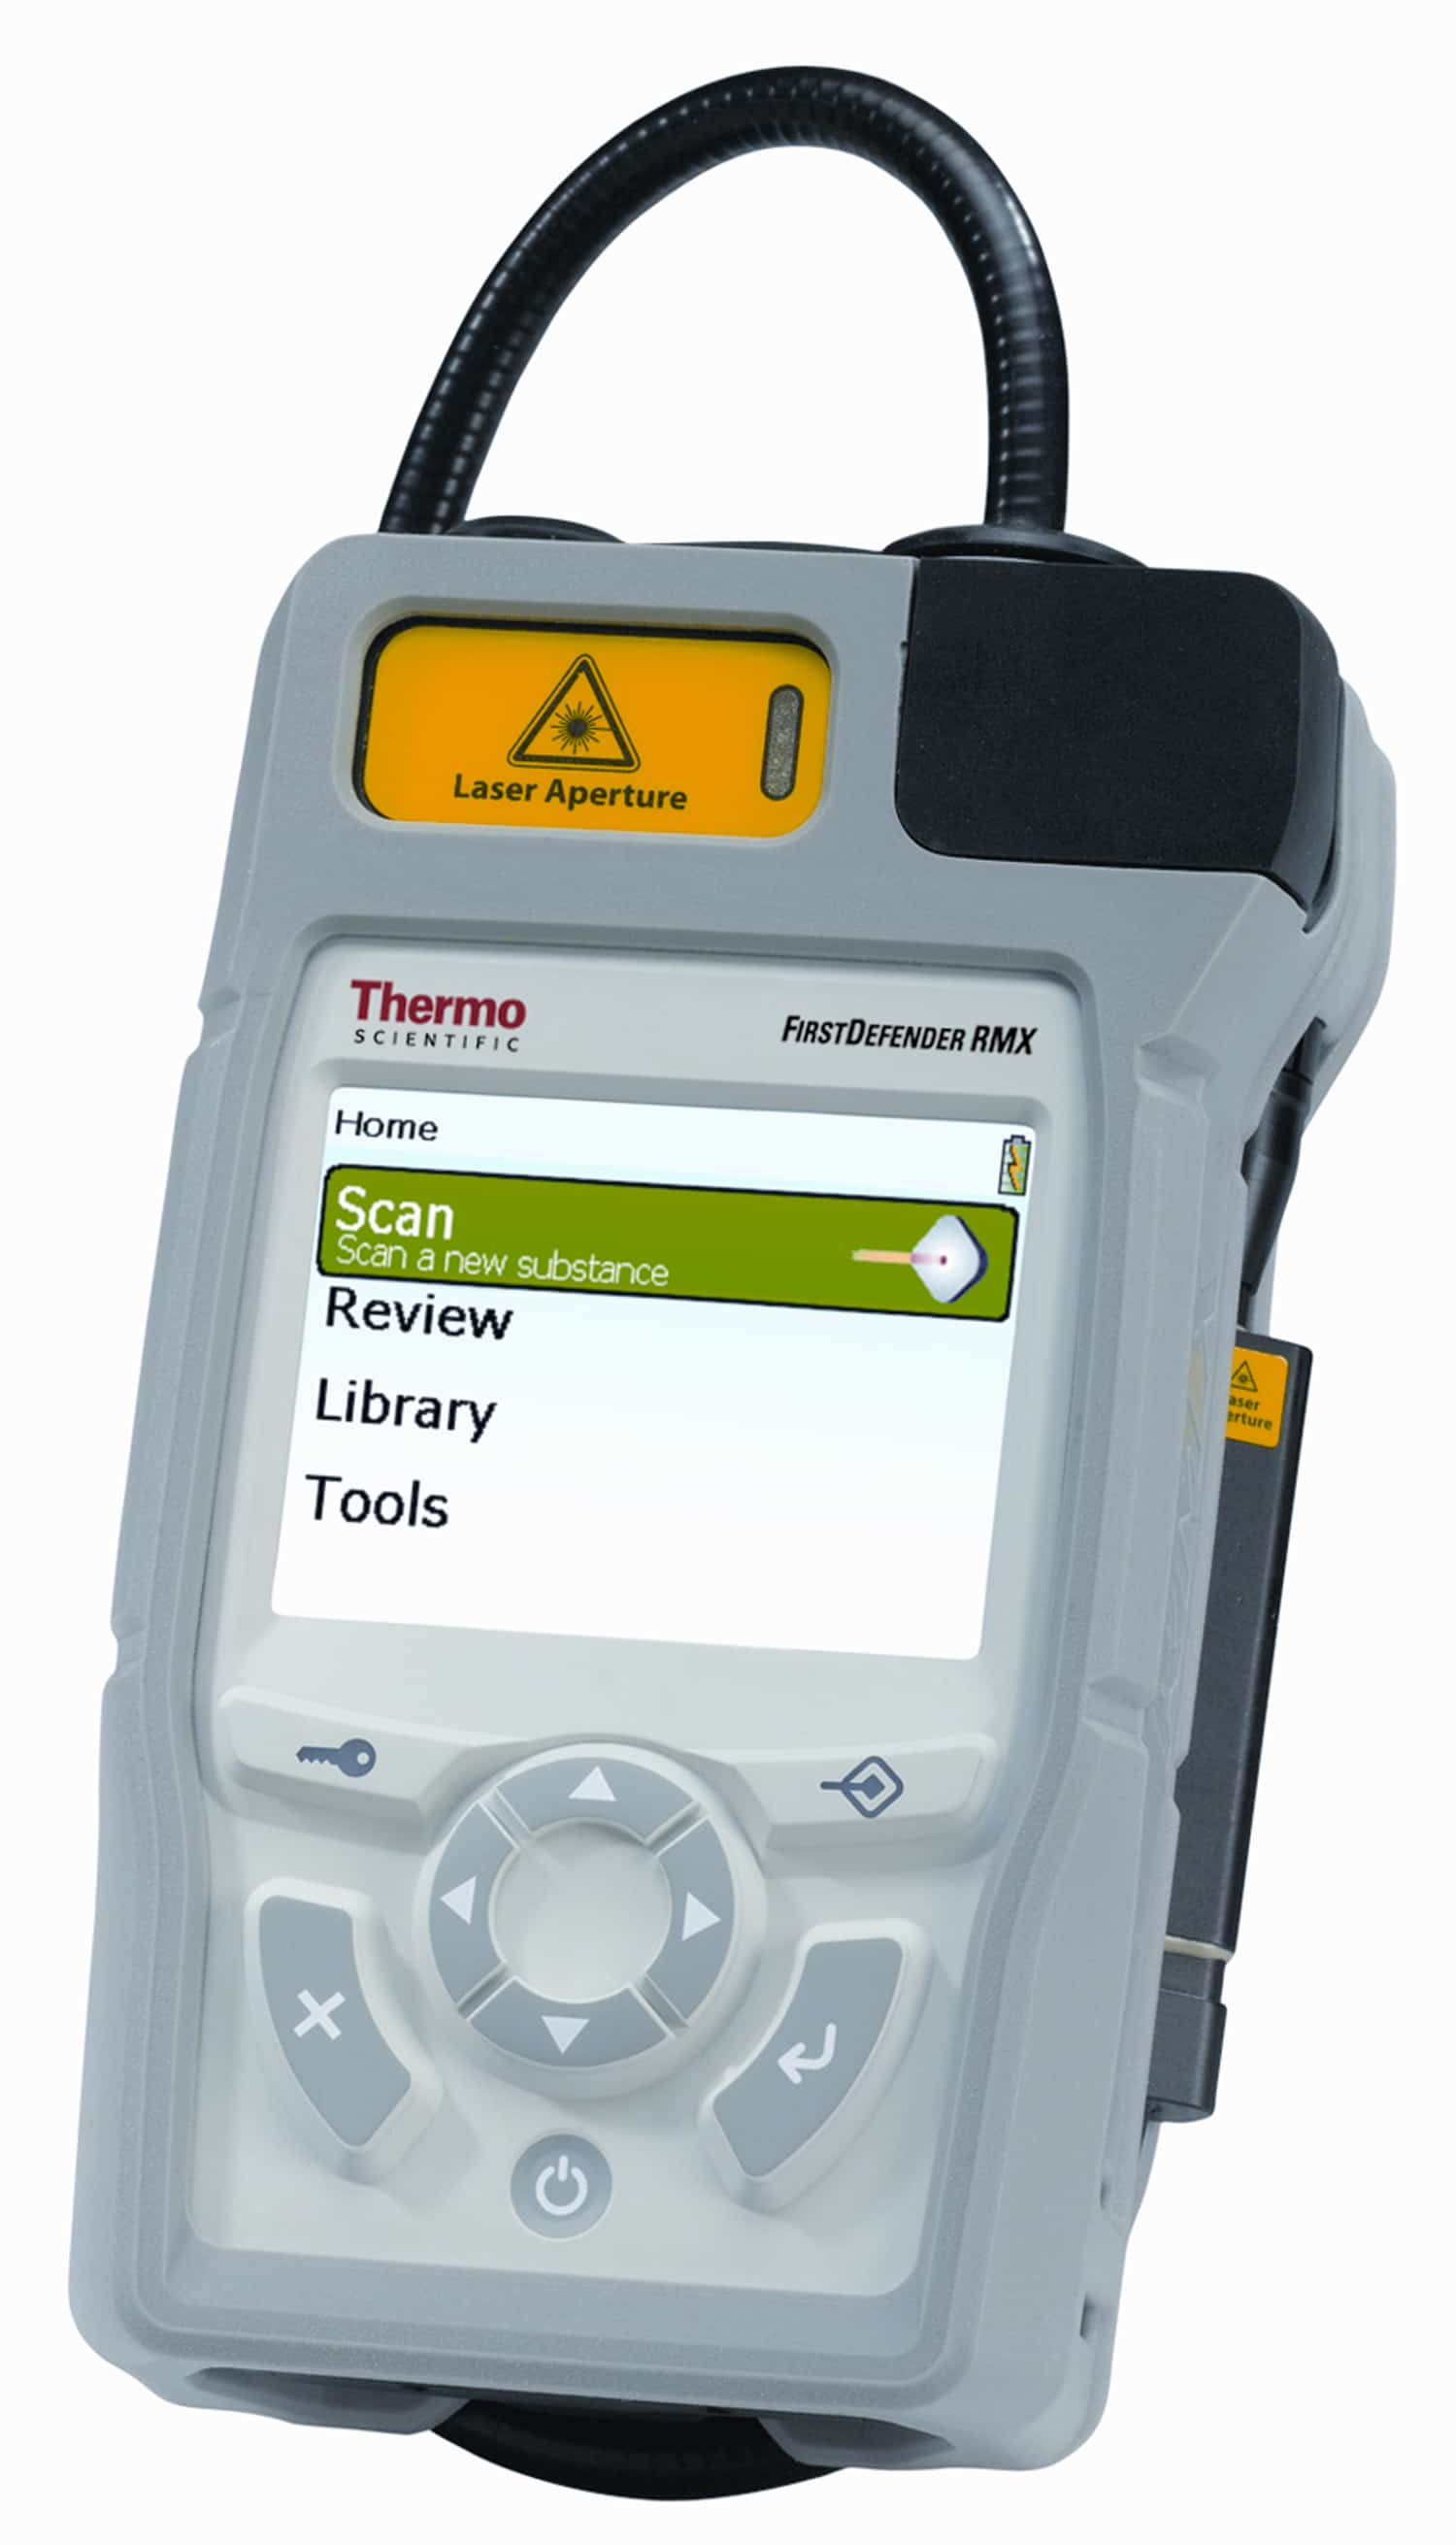 Laser Aperture
Thermo
SCIENTIFIC
FIRSTDEFENDER RMX
Home
Scan
Scan a new substance
Review
Library
Tools